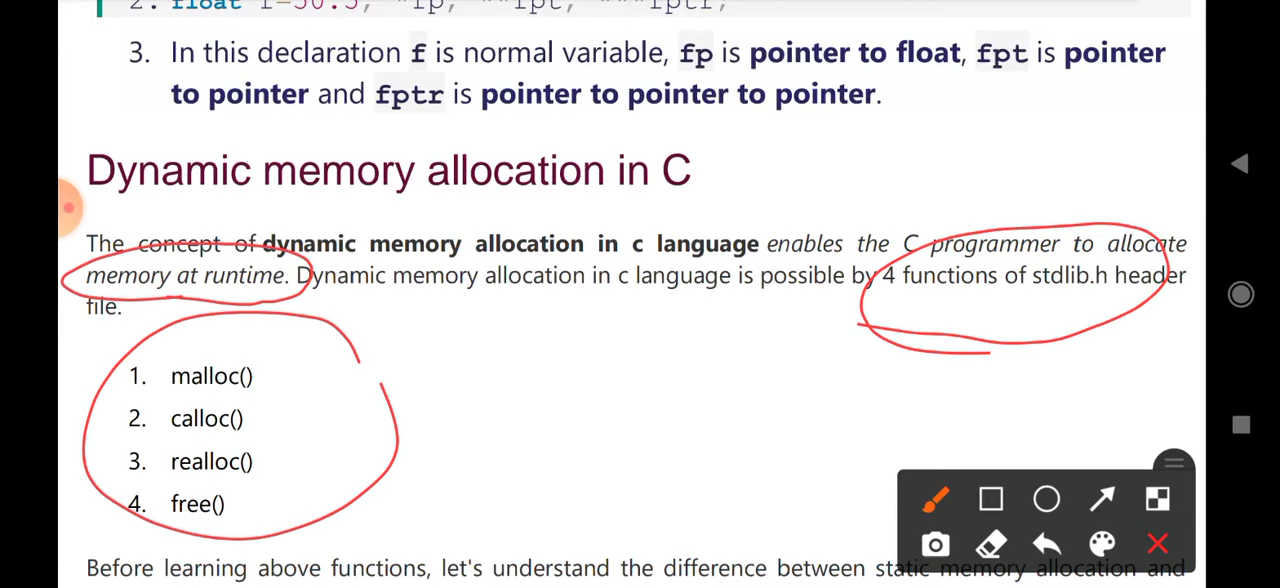 3. In this declaration f is normal variable, fp is pointer to float, fpt is pointer
to pointer and fptr is pointer to pointer to pointer.
Dynamic memory allocation in C
The concept of dynamic memory allocation in c language enables the C programmer to allocate
memory at runtime. Dynamic memory allocation in c language is possible by 4 functions of stdlib.h header
file.
1. malloc()
2. calloc()
3. realloc()
4. free()
Before learning above functions, let's understand the difference between static memory allocation and